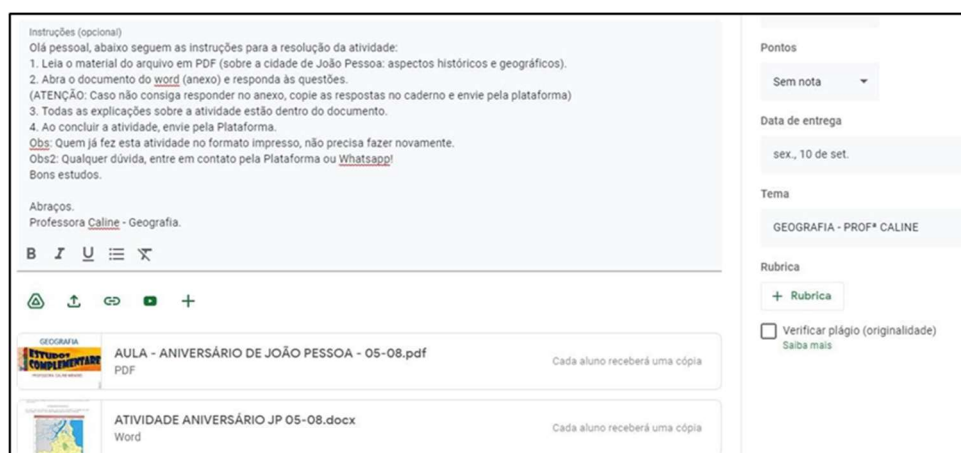 Instruções (opcional)
Olá pessoal, abaixo seguem as instruções para a resolução da atividade:
1. Leia o material do arquivo em PDF (sobre a cidade de João Pessoa: aspectos históricos e geográficos).
2. Abra o documento do word (anexo) e responda às questões.
(ATENÇÃO: Caso não consiga responder no anexo, copie as respostas no caderno e envie pela plataforma)
3. Todas as explicações sobre a atividade estão dentro do documento.
4. Ao concluir a atividade, envie pela Plataforma.
Obs: Quem já fez esta atividade no formato impresso, não precisa fazer novamente.
Obs2: Qualquer dúvida, entre em contato pela Plataforma ou Whatsapp!
Bons estudos.
Abraços.
Professora Caline - Geografia.
B I U
GEOGRAFIA
ESTUDOS
COMPLEMENTARE
AULA - ANIVERSÁRIO DE JOÃO PESSOA - 05-08.pdf
PDF
Cada aluno receberá uma cópia
ATIVIDADE ANIVERSÁRIO JP 05-08.docx
Word
Cada aluno receberá uma cópia
Pontos
Sem nota
Data de entrega
sex., 10 de set.
Tema
GEOGRAFIA - PROFª CALINE
Rubrica
+ Rubrica
Verificar plágio (originalidade)
Saiba mais